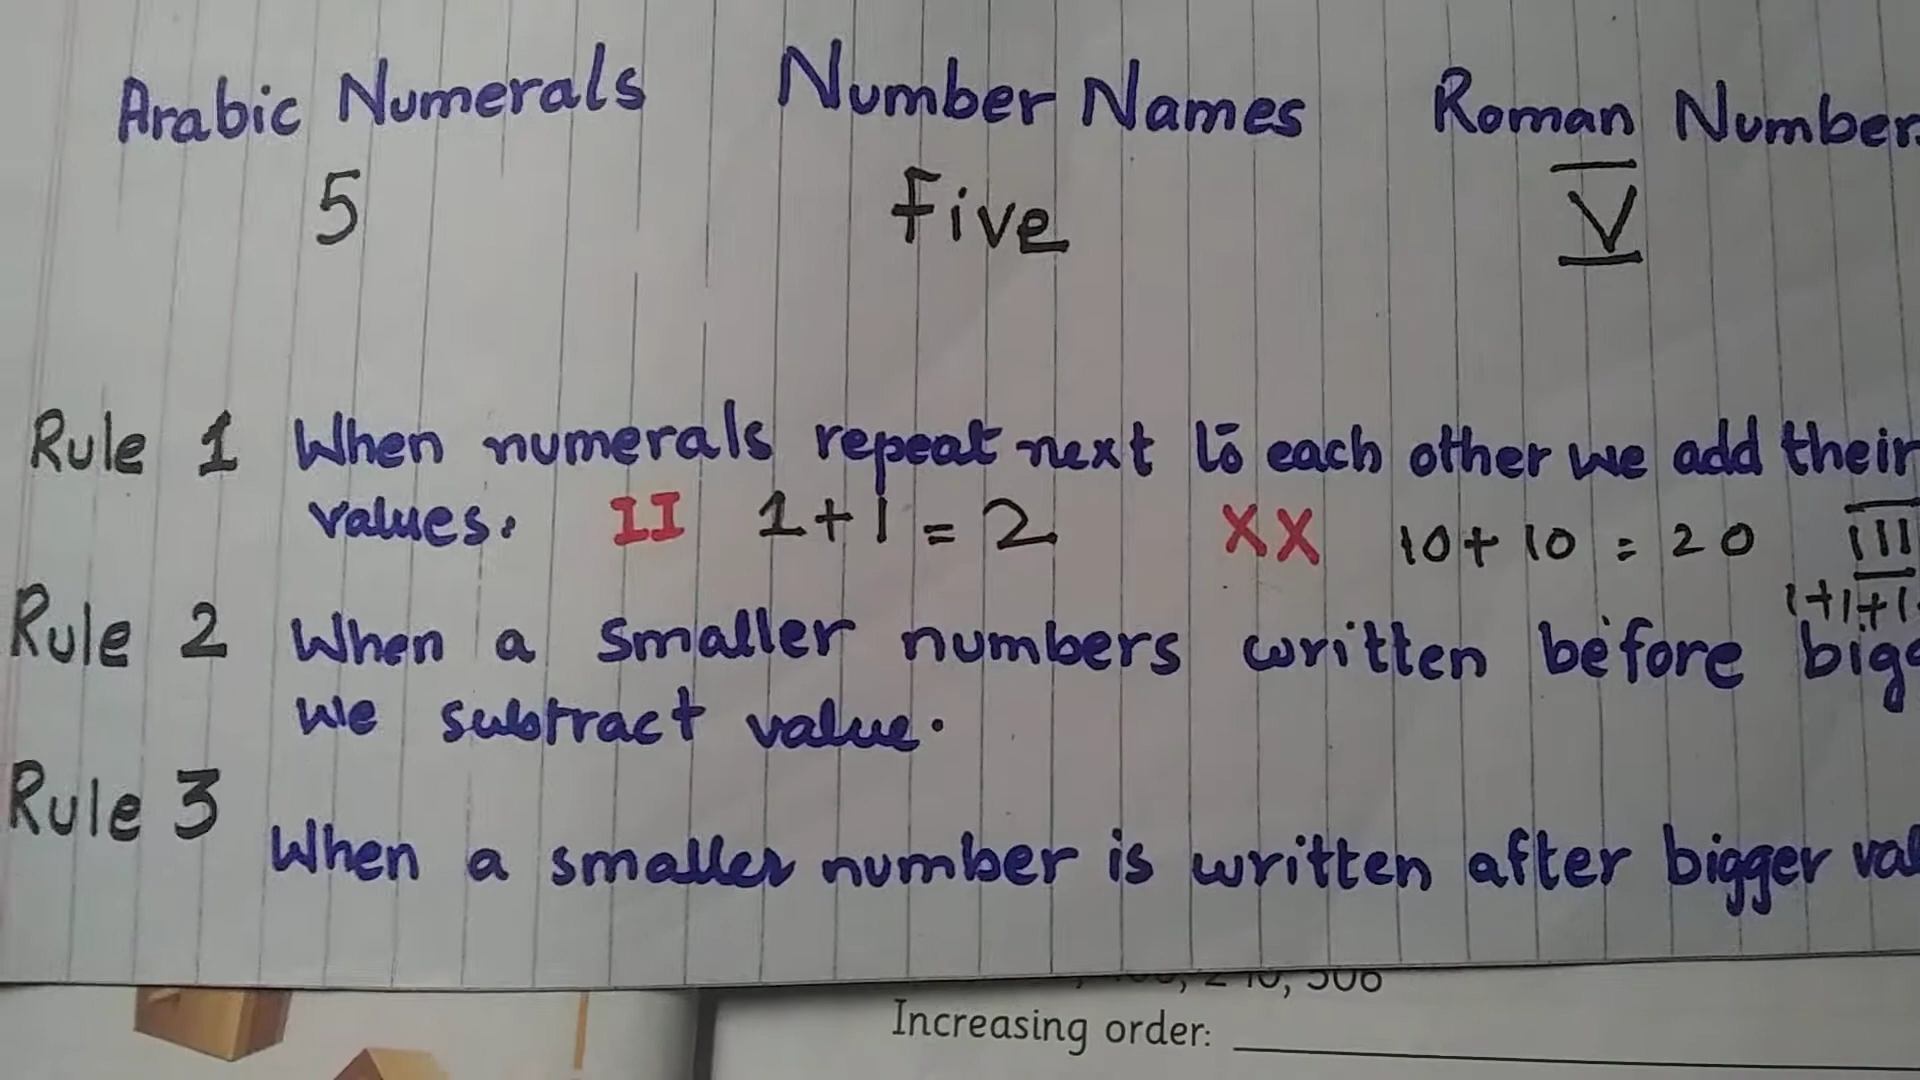 Arabic Numerals Number Names Roman Number
5 Five V
Rule 1 When numerals repeat next to each other we add their
values. II 1+1=2 XX 10+10=20 III
1+1+1
Rule 2 When a smaller numbers written before
we subtract value.
Rule 3
When a smaller number is written after bigger
Increasing order: